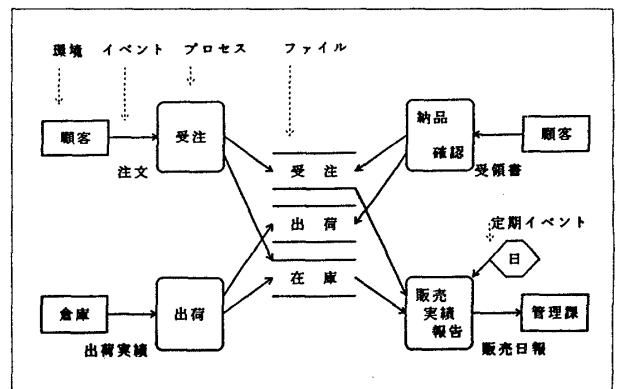 環境 イベント プロセス ファイル
顧客
受注
注文
受 注
納品
確認
顧客
受領書
出 荷
定期イベント
日
在 庫
倉庫
出荷
出荷実績
販売
実績
報告
管理課
販売日報